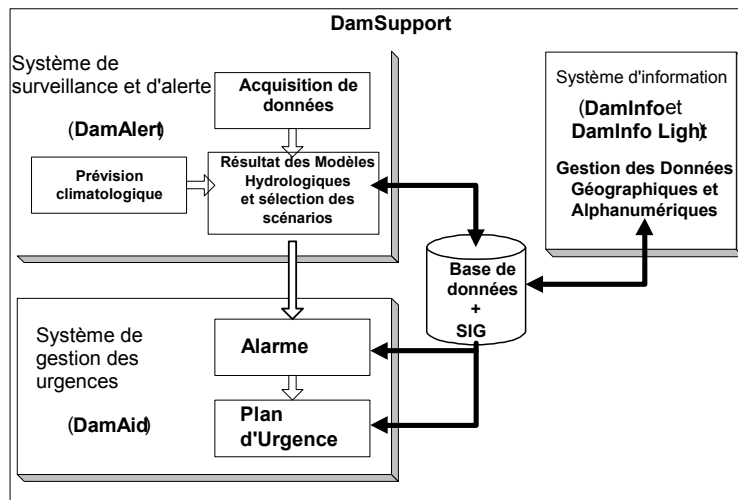 DamSupport
Système de
surveillance et d'alerte
(DamAlert)
Acquisition de
données
Prévision
climatologique
Résultat des Modèles
Hydrologiques
et sélection des
scénarios
Système d'information
(DamInfo et
DamInfo Light)
Gestion des Données
Géographiques et
Alphanumériques
Base de
données
+
SIG
Système de
gestion des
urgences
(DamAid)
Alarme
Plan
d'Urgence